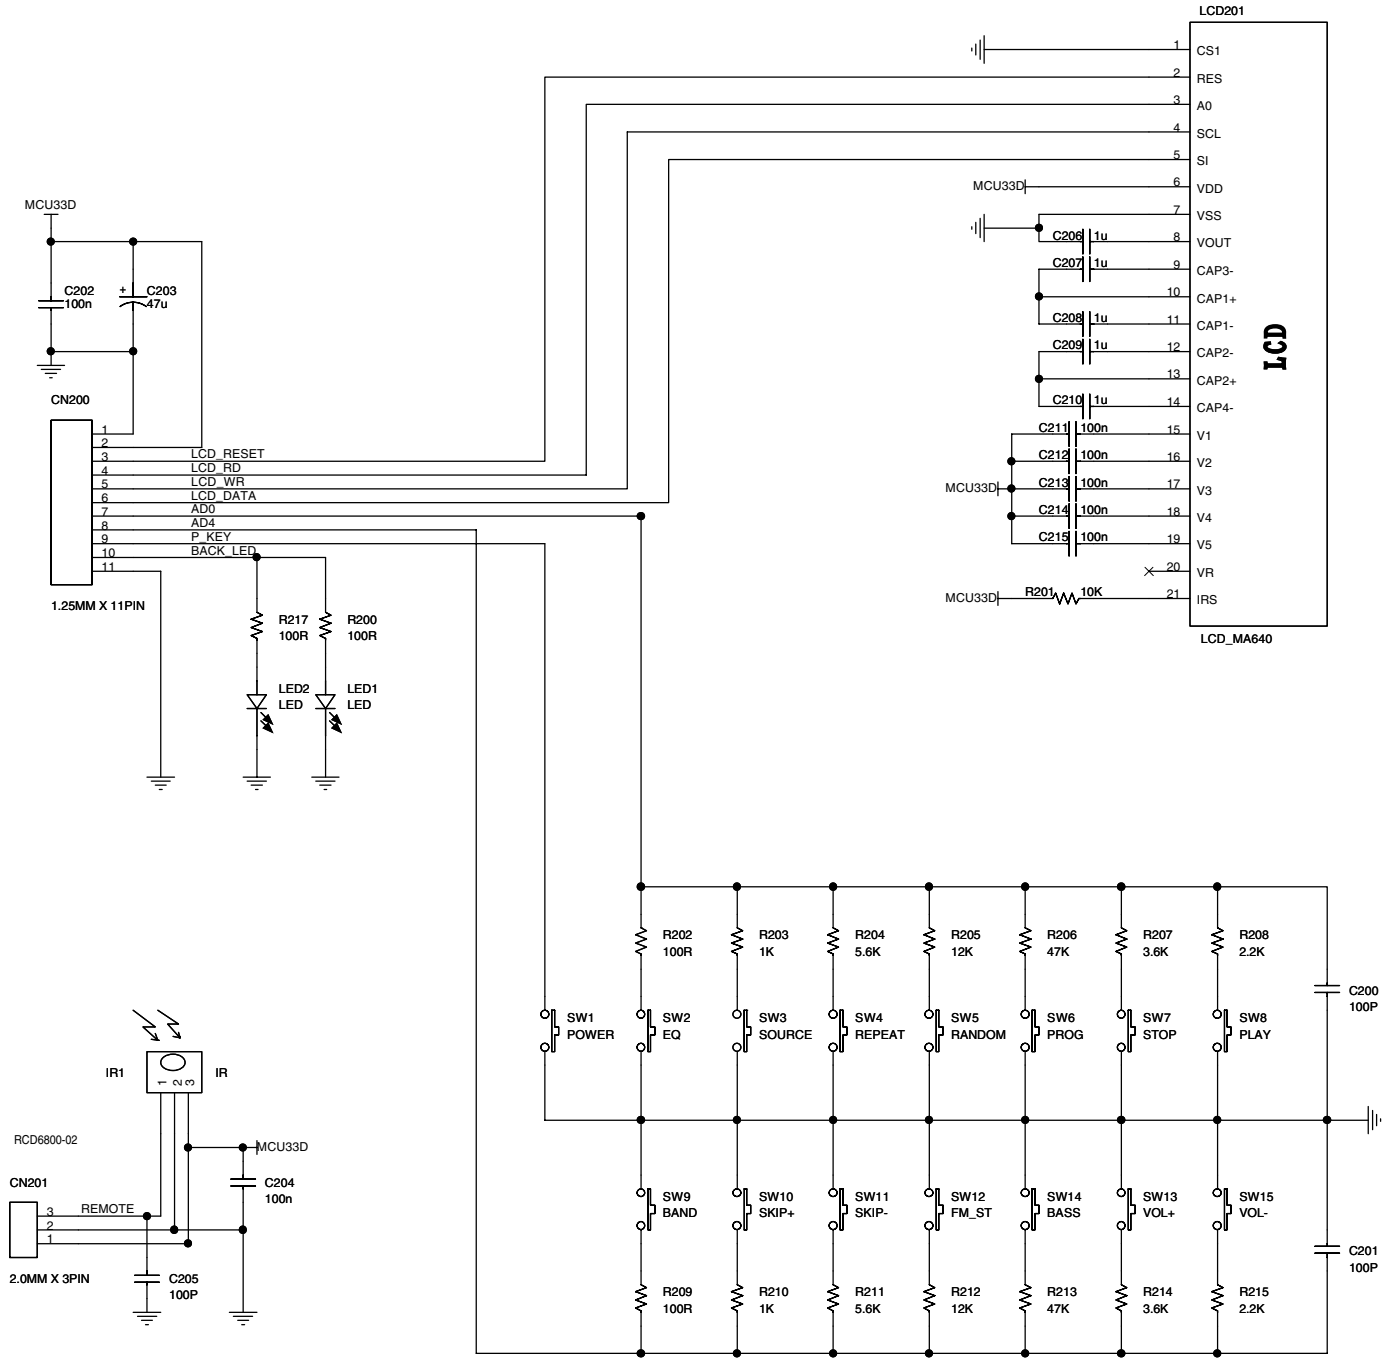 LCD201
1 CS1
2 RES
3 A0
4 SCL
5 SI
MCU33D 6 VDD
7 VSS
C206 1u 8 VOUT
C207 1u 9 CAP3-
10 CAP1+
C208 1u 11 CAP1-
C209 1u 12 CAP2-
13 CAP2+
C210 1u 14 CAP4-
C211 100n 15 V1
C212 100n 16 V2
MCU33D C213 100n 17 V3
C214 100n 18 V4
C215 100n 19 V5
20 VR
MCU33D R201 10K 21 IRS
LCD
LCD_MA640
MCU33D
C202
100n
+ C203
47u
CN200
1
2
3 LCD_RESET
4 LCD_RD
5 LCD_WR
6 LCD_DATA
7 AD0
8 AD4
9 P_KEY
10 BACK_LED
11
1.25MM X 11PIN
R217
100R
R200
100R
LED2
LED
LED1
LED
R202
100R
R203
1K
R204
5.6K
R205
12K
R206
47K
R207
3.6K
R208
2.2K
C200
100P
SW1
POWER
SW2
EQ
SW3
SOURCE
SW4
REPEAT
SW5
RANDOM
SW6
PROG
SW7
STOP
SW8
PLAY
IR1
1 2 3
IR
RCD6800-02
MCU33D
C204
100n
CN201
3 REMOTE
2
1
2.0MM X 3PIN
C205
100P
SW9
BAND
SW10
SKIP+
SW11
SKIP-
SW12
FM_ST
SW14
BASS
SW13
VOL+
SW15
VOL-
C201
100P
R209
100R
R210
1K
R211
5.6K
R212
12K
R213
47K
R214
3.6K
R215
2.2K